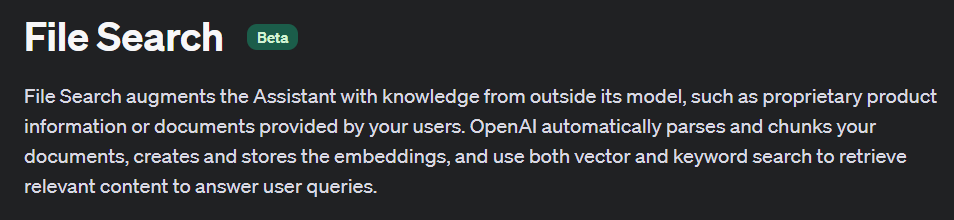 File Search Beta
File Search augments the Assistant with knowledge from outside its model, such as proprietary product
information or documents provided by your users. OpenAI automatically parses and chunks your
documents, creates and stores the embeddings, and use both vector and keyword search to retrieve
relevant content to answer user queries.